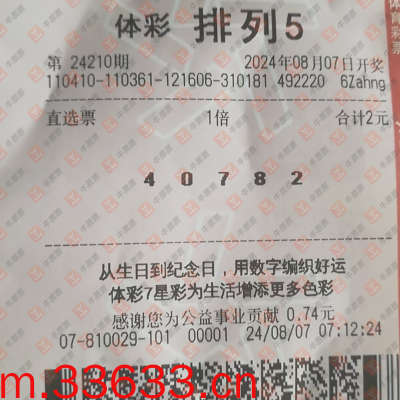 体彩 排列5
第 24210期 2024年08月07日开奖
110410-110361-121606-310181 492220 6Zahng
直选票 1倍 合计2元
4 0 7 8 2
从生日到纪念日，用数字编织好运
体彩7星彩为生活增添更多色彩
感谢您为公益事业贡献 0.74元
07-810029-101 00001 24/08/07 07:12:24
m.33633.cn
体育彩票